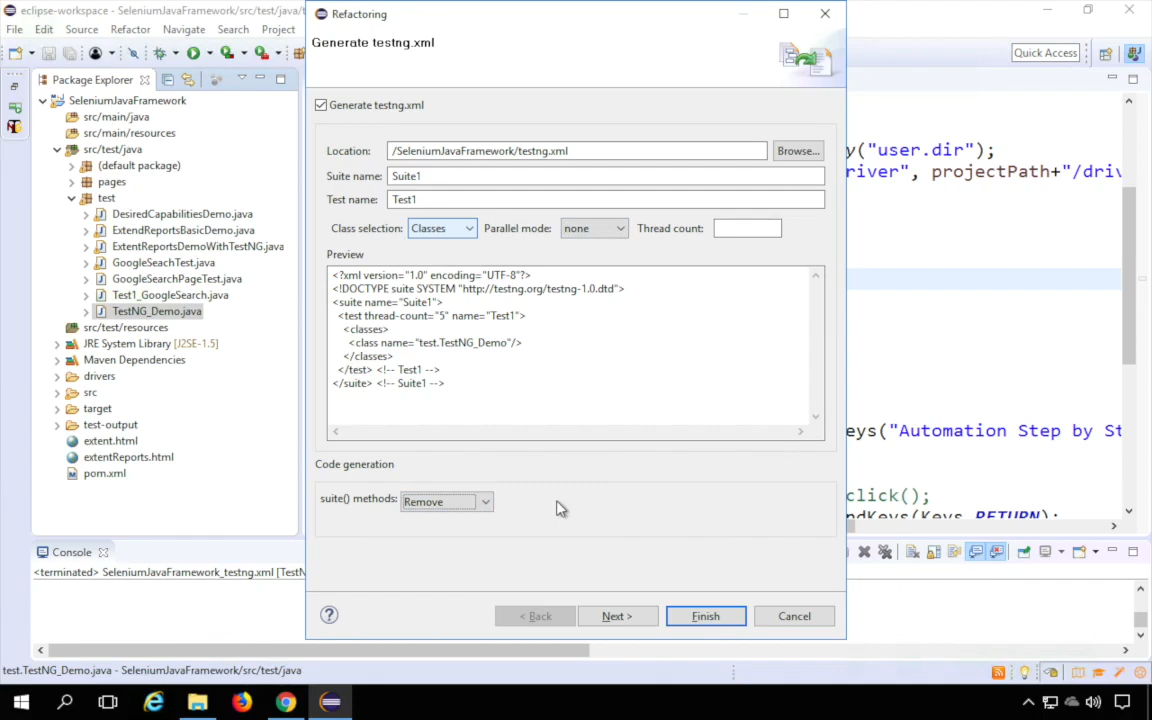 eclipse-workspace - SeleniumJavaFramework/src/test/java/t
Refactoring
File Edit Source Refactor Navigate Search Project
Generate testng.xml
Quick Access
Package Explorer
SeleniumJavaFramework
src/main/java
src/main/resources
src/test/java
(default package)
pages
test
DesiredCapabilitiesDemo.java
ExtendReportsBasicDemo.java
ExtentReportsDemoWithTestNG.java
GoogleSeachTest.java
GoogleSearchPageTest.java
Test1_GoogleSearch.java
TestNG_Demo.java
src/test/resources
JRE System Library [J2SE-1.5]
Maven Dependencies
drivers
src
target
test-output
extent.html
extentReports.html
pom.xml
Generate testng.xml
Location: /SeleniumJavaFramework/testng.xml Browse...
Suite name: Suite1
Test name: Test1
Class selection: Classes Parallel mode: none Thread count:
Preview
<?xml version="1.0" encoding="UTF-8"?>
<!DOCTYPE suite SYSTEM "http://testng.org/testng-1.0.dtd">
<suite name="Suite1">
<test thread-count="5" name="Test1">
<classes>
<class name="test.TestNG_Demo"/>
</classes>
</test> <!-- Test1 -->
</suite> <!-- Suite1 -->
Code generation
suite() methods: Remove
< Back Next > Finish Cancel
y("user.dir");
river", projectPath+"/driv
eys("Automation Step by St
click();
endKeys(Keys.RETURN);
Console
<terminated> SeleniumJavaFramework_testng.xml [TestN
test.TestNG_Demo.java - SeleniumJavaFramework/src/test/java